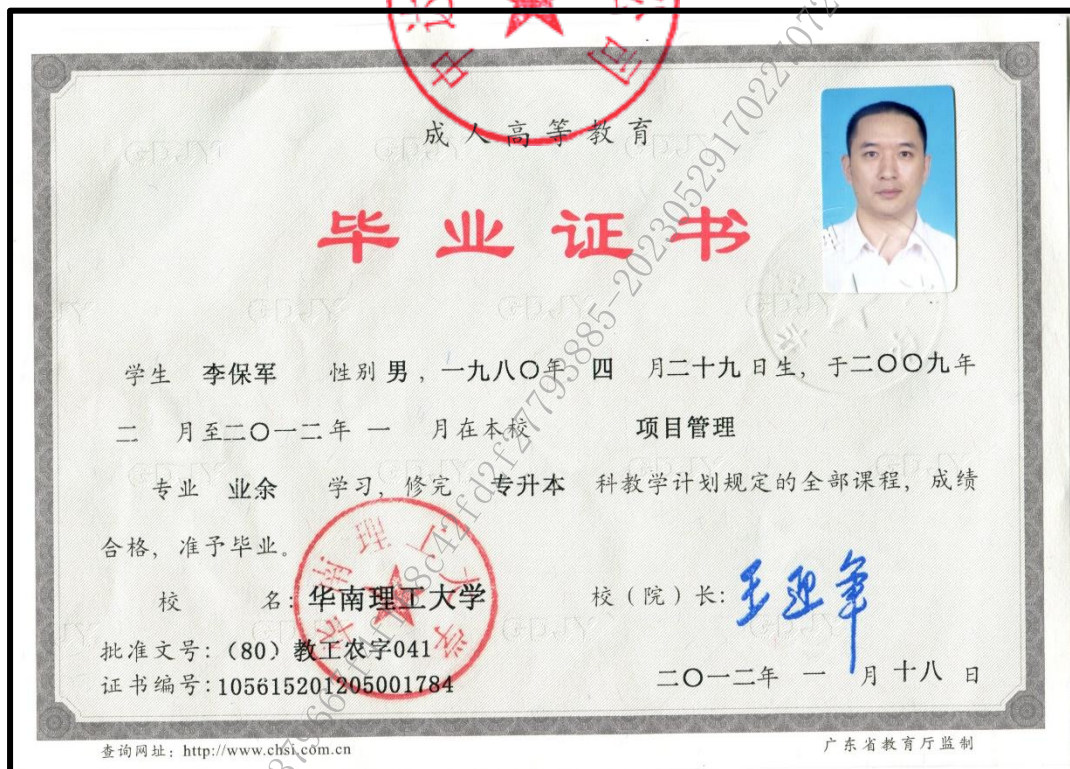 成人高等教育
毕业证书
学生 李保军 性别 男 , 一九八〇年 四 月二十九日生, 于二〇〇九年
二 月至二〇一二年 一 月在本校 项目管理
专业 业余 学习, 修完 专升本 科教学计划规定的全部课程, 成绩
合格, 准予毕业。
校 名: 华南理工大学 校(院)长:
华南理工大学
批准文号: (80) 教工农字041
证书编号: 105615201205001784
二〇一二年 一 月 十八 日
查询网址: http://www.chsi.com.cn 广东省教育厅监制